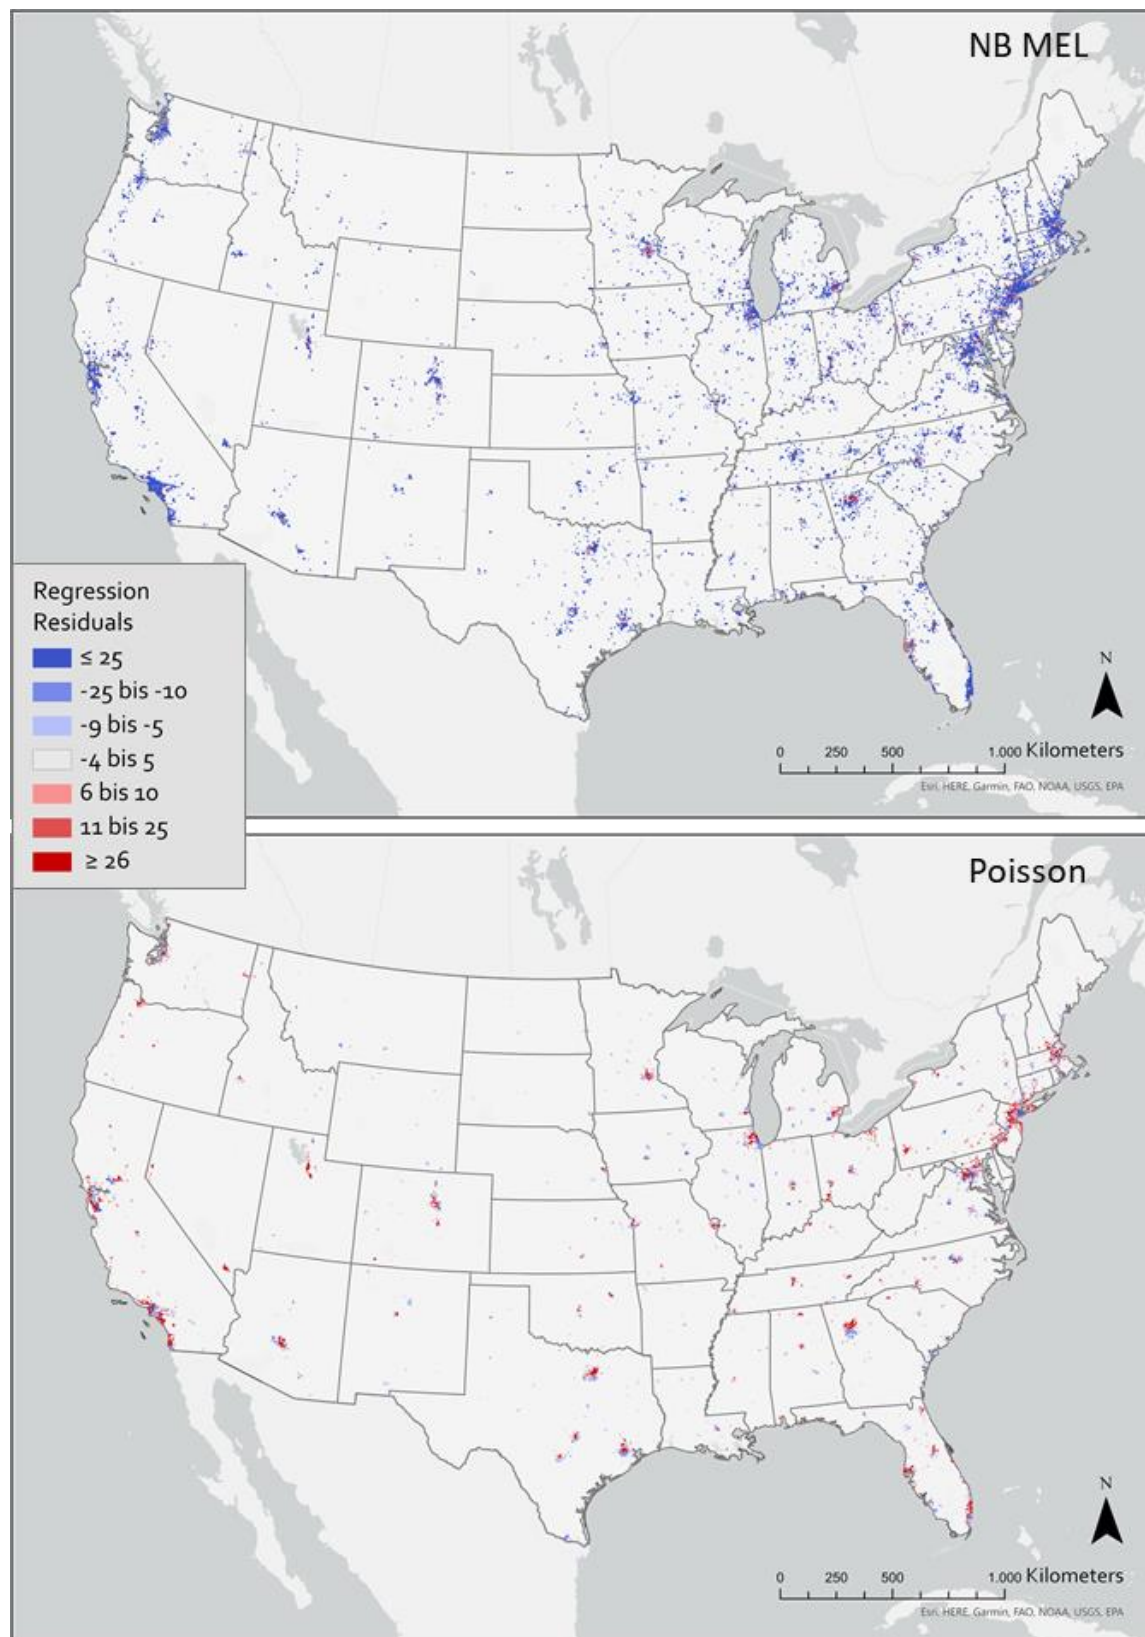 NB MEL
Regression
Residuals
≤ 25
-25 bis -10
-9 bis -5
-4 bis 5
6 bis 10
11 bis 25
≥ 26
N
0 250 500 1.000 Kilometers
Esri, HERE, Garmin, FAO, NOAA, USGS, EPA
Poisson
N
0 250 500 1.000 Kilometers
Esri, HERE, Garmin, FAO, NOAA, USGS, EPA